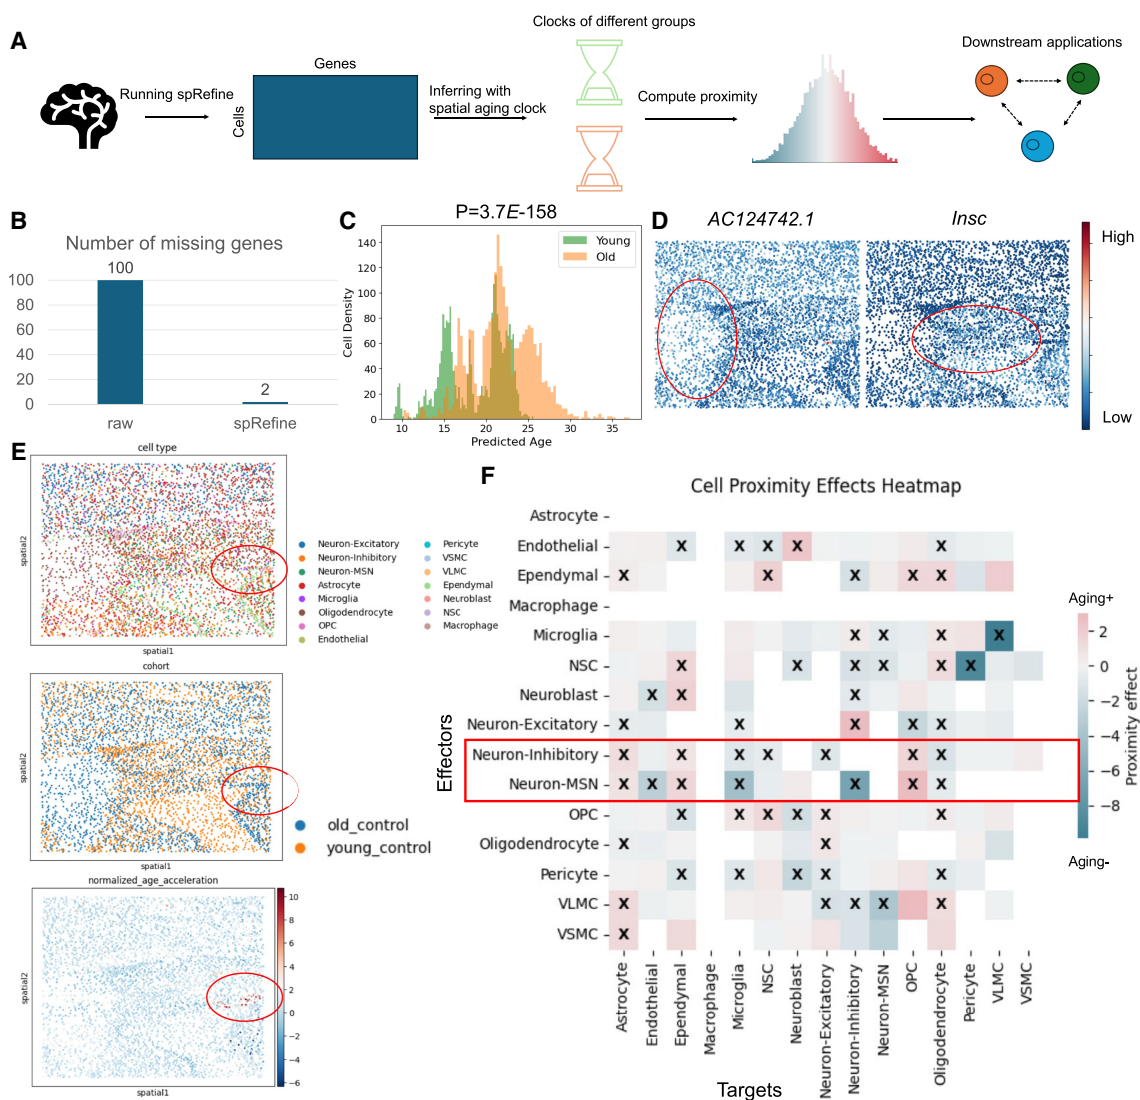 A
Running spRefine
Genes
Cells
Inferring with
spatial aging clock
Clocks of different groups
Compute proximity
Downstream applications
B
Number of missing genes
100
100
80
60
40
20
0
2
raw
spRefine
C
P=3.7E-158
Young
Old
Cell Density
140
120
100
80
60
40
20
0
10
15
20
25
30
35
Predicted Age
D
AC124742.1
Insc
High
Low
E
cell type
spatial2
spatial1
Neuron-Excitatory
Neuron-Inhibitory
Neuron-MSN
Astrocyte
Microglia
Oligodendrocyte
OPC
Endothelial
Pericyte
VSMC
VLMC
Ependymal
Neuroblast
NSC
Macrophage
cohort
spatial2
spatial1
old_control
young_control
normalized_age_acceleration
spatial2
spatial1
10
8
6
4
2
0
−2
−4
−6
F
Cell Proximity Effects Heatmap
Effectors
Astrocyte
Endothelial X X X X X
Ependymal X X X X X
Macrophage
Microglia X X X X
NSC X X X X X X
Neuroblast X X X
Neuron-Excitatory X X X X X
Neuron-Inhibitory X X X X X X X
Neuron-MSN X X X X X X X
OPC X X X X X X
Oligodendrocyte X X
Pericyte X X X X X
VLMC X X X X X
VSMC X
Astrocyte
Endothelial
Ependymal
Macrophage
Microglia
NSC
Neuroblast
Neuron-Excitatory
Neuron-Inhibitory
Neuron-MSN
OPC
Oligodendrocyte
Pericyte
VLMC
VSMC
Targets
Aging+
2
0
−2
−4
−6
−8
Aging-
Proximity effect